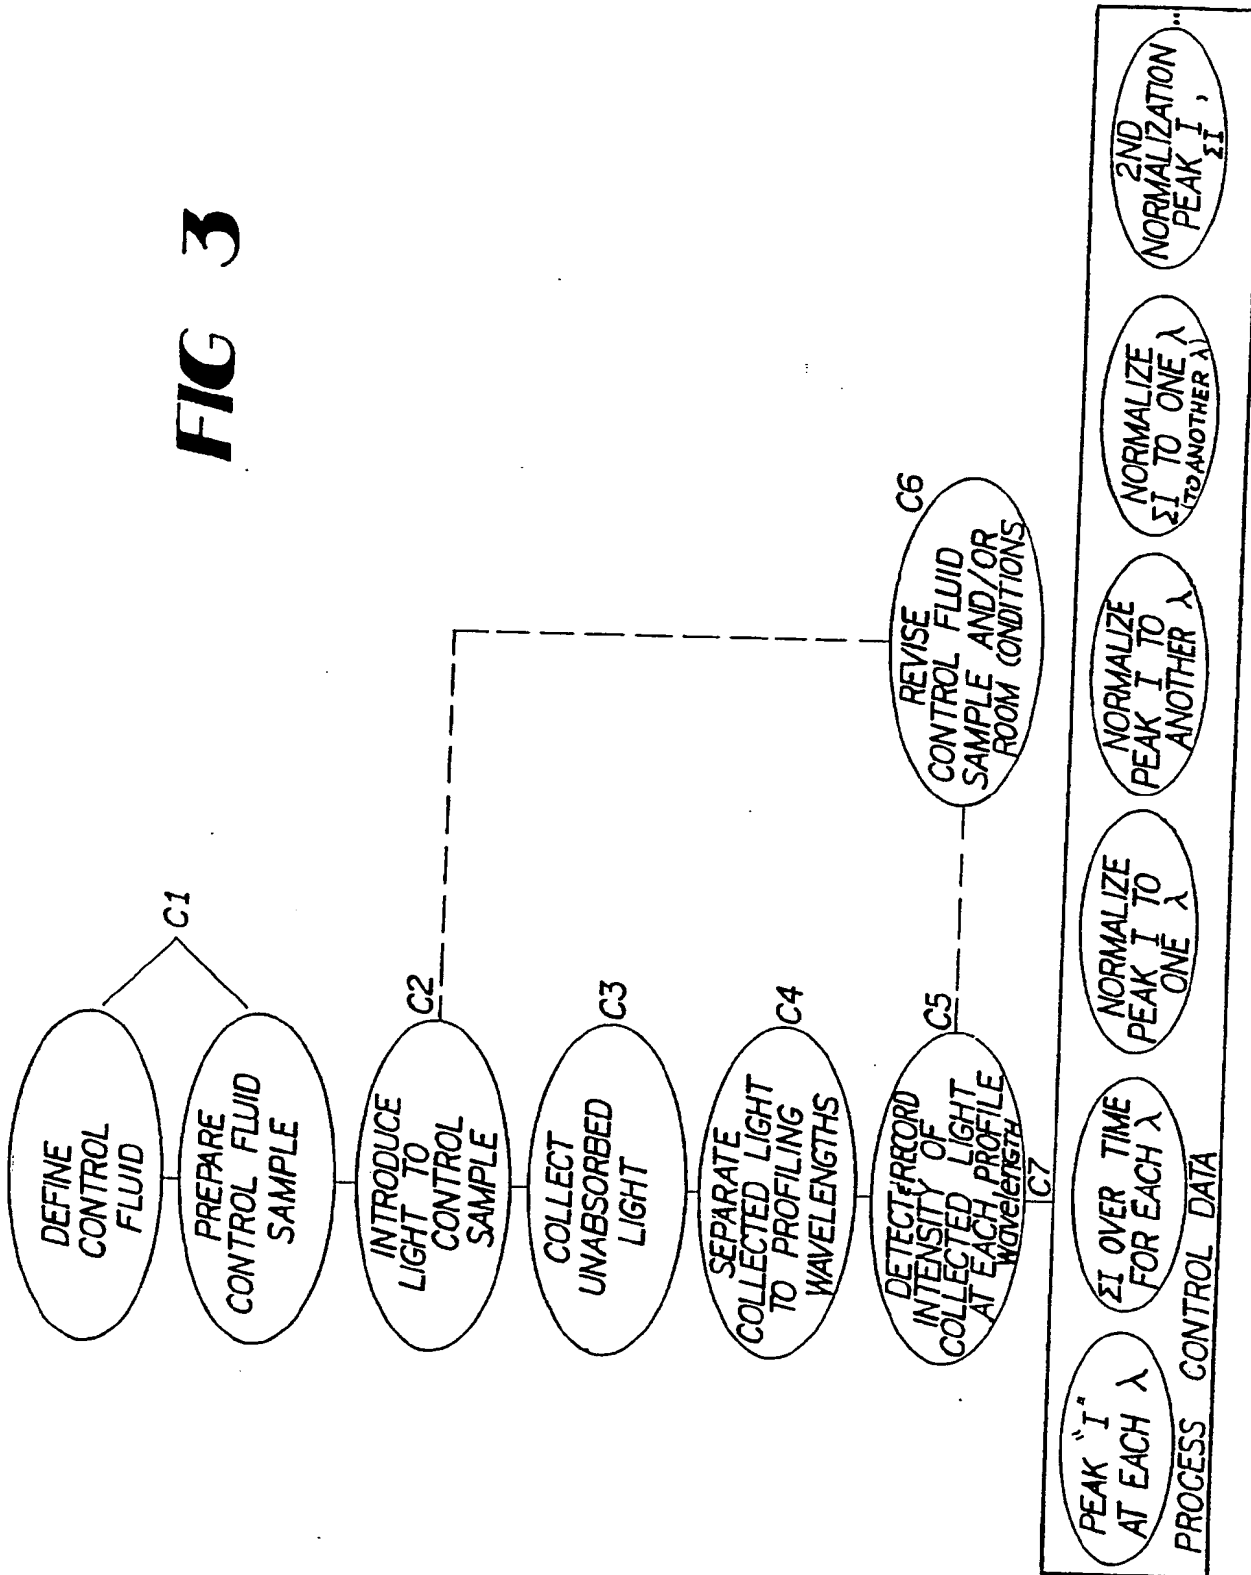 FIG 3
DEFINE
CONTROL
FLUID
C1
PREPARE
CONTROL FLUID
SAMPLE
INTRODUCE
LIGHT TO
CONTROL
SAMPLE
C2
COLLECT
UNABSORBED
LIGHT
C3
SEPARATE
COLLECTED LIGHT
TO PROFILING
WAVELENGTHS
C4
DETECT & RECORD
INTENSITY OF
COLLECTED LIGHT
AT EACH PROFILE
WavelengTH
C5
REVISE
CONTROL FLUID
SAMPLE AND/OR
ROOM CONDITIONS
C6
C7
PEAK "I"
AT EACH λ
ΣI OVER TIME
FOR EACH λ
NORMALIZE
PEAK I TO
ONE λ
NORMALIZE
PEAK I TO
ANOTHER λ
NORMALIZE
ΣI TO ONE λ
(TO ANOTHER λ)
2ND
NORMALIZATION
PEAK I,
ΣI
...
PROCESS CONTROL DATA